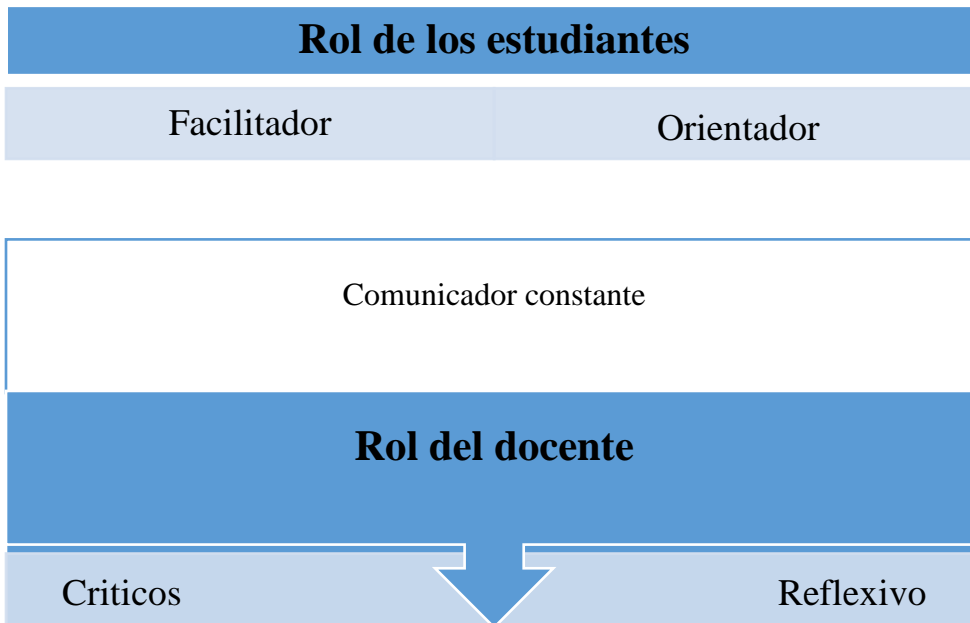 Rol de los estudiantes
Facilitador Orientador
Comunicador constante
Rol del docente
Criticos Reflexivo